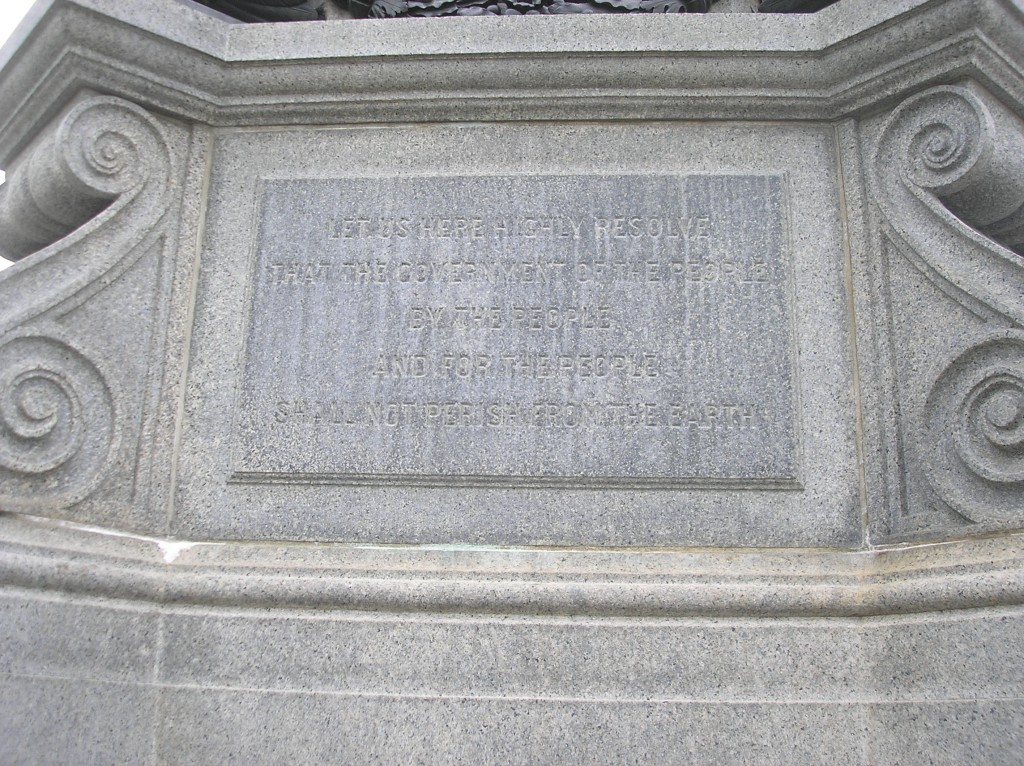 LET US HERE HIGHLY RESOLVE
THAT THE GOVERNMENT OF THE PEOPLE
BY THE PEOPLE
AND FOR THE PEOPLE
SHALL NOT PERISH FROM THE EARTH